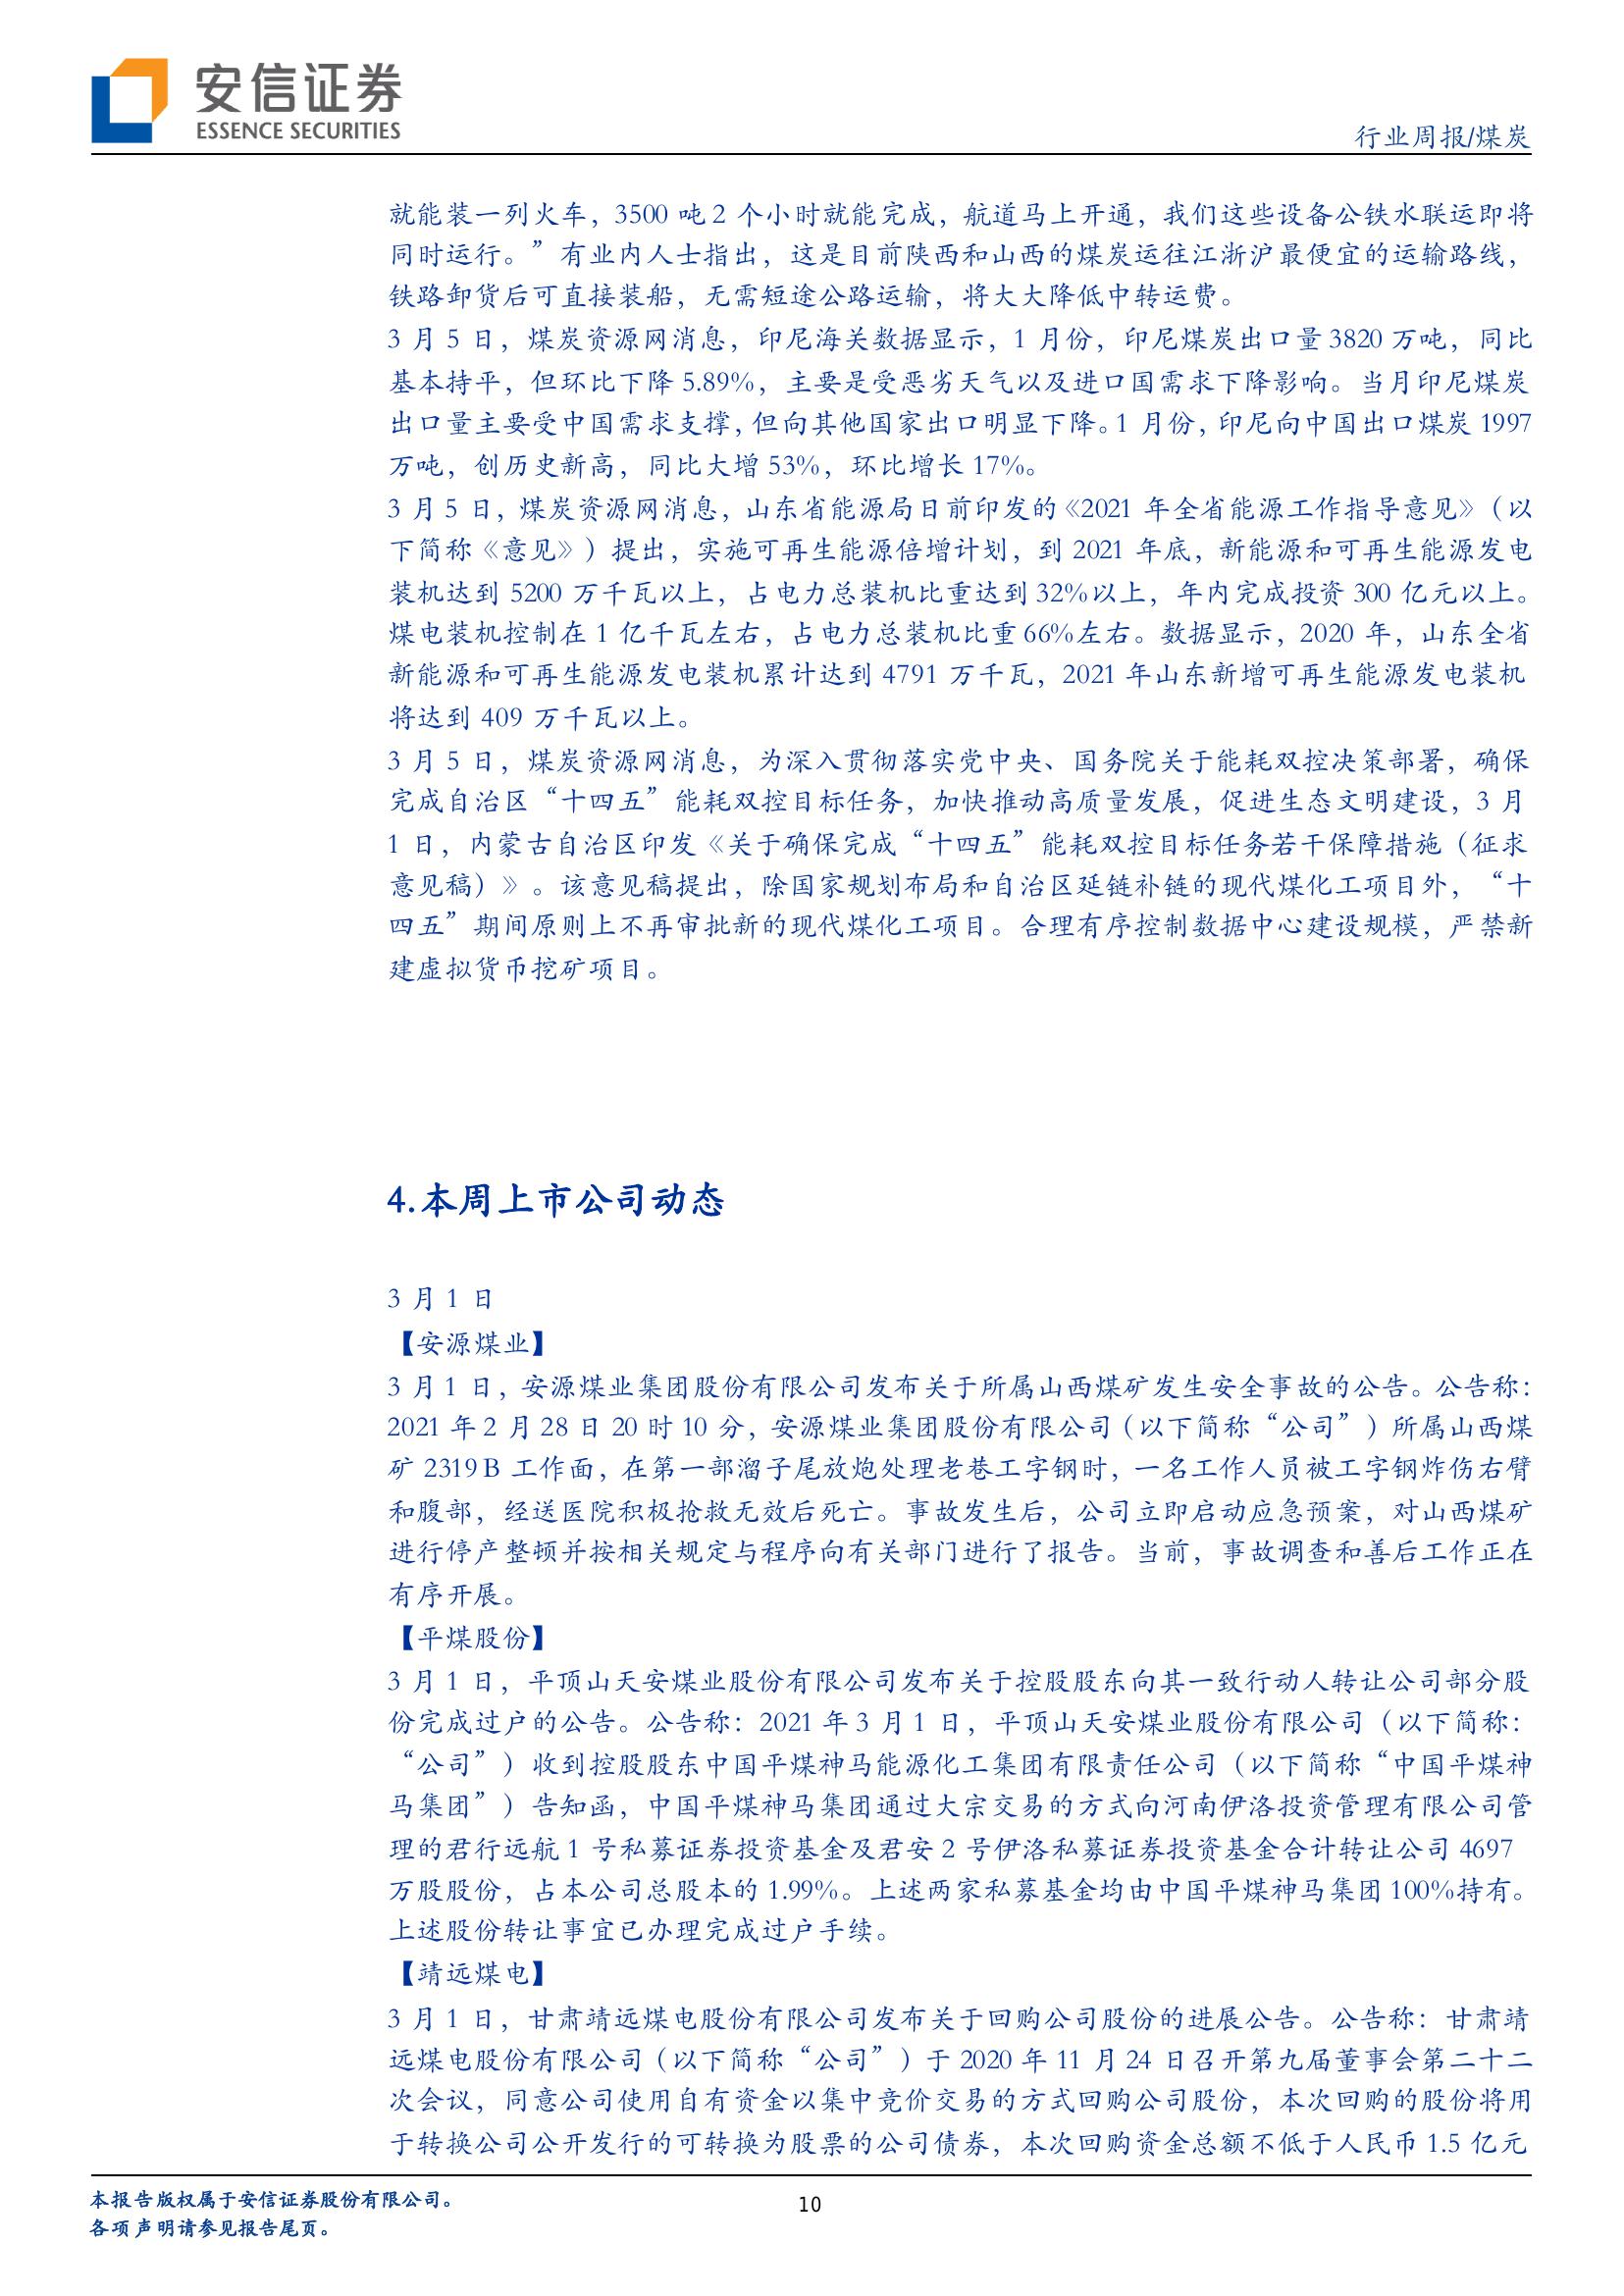 安信证券
ESSENCE SECURITIES
行业周报/煤炭
就能装一列火车，3500 吨 2 个小时就能完成，航道马上开通，我们这些设备公铁水联运即将
同时运行。”有业内人士指出，这是目前陕西和山西的煤炭运往江浙沪最便宜的运输路线，
铁路卸货后可直接装船，无需短途公路运输，将大大降低中转运费。
3 月 5 日，煤炭资源网消息，印尼海关数据显示，1 月份，印尼煤炭出口量 3820 万吨，同比
基本持平，但环比下降 5.89%，主要是受恶劣天气以及进口国需求下降影响。当月印尼煤炭
出口量主要受中国需求支撑，但向其他国家出口明显下降。1 月份，印尼向中国出口煤炭 1997
万吨，创历史新高，同比大增 53%，环比增长 17%。
3 月 5 日，煤炭资源网消息，山东省能源局日前印发的《2021 年全省能源工作指导意见》（以
下简称《意见》）提出，实施可再生能源倍增计划，到 2021 年底，新能源和可再生能源发电
装机达到 5200 万千瓦以上，占电力总装机比重达到 32%以上，年内完成投资 300 亿元以上。
煤电装机控制在 1 亿千瓦左右，占电力总装机比重 66%左右。数据显示，2020 年，山东全省
新能源和可再生能源发电装机累计达到 4791 万千瓦，2021 年山东新增可再生能源发电装机
将达到 409 万千瓦以上。
3 月 5 日，煤炭资源网消息，为深入贯彻落实党中央、国务院关于能耗双控决策部署，确保
完成自治区“十四五”能耗双控目标任务，加快推动高质量发展，促进生态文明建设，3 月
1 日，内蒙古自治区印发《关于确保完成“十四五”能耗双控目标任务若干保障措施（征求
意见稿）》。该意见稿提出，除国家规划布局和自治区延链补链的现代煤化工项目外，“十
四五”期间原则上不再审批新的现代煤化工项目。合理有序控制数据中心建设规模，严禁新
建虚拟货币挖矿项目。
4.本周上市公司动态
3 月 1 日
【安源煤业】
3 月 1 日，安源煤业集团股份有限公司发布关于所属山西煤矿发生安全事故的公告。公告称：
2021 年 2 月 28 日 20 时 10 分，安源煤业集团股份有限公司（以下简称“公司”）所属山西煤
矿 2319 B 工作面，在第一部溜子尾放炮处理老巷工字钢时，一名工作人员被工字钢炸伤右臂
和腹部，经送医院积极抢救无效后死亡。事故发生后，公司立即启动应急预案，对山西煤矿
进行停产整顿并按相关规定与程序向有关部门进行了报告。当前，事故调查和善后工作正在
有序开展。
【平煤股份】
3 月 1 日，平顶山天安煤业股份有限公司发布关于控股股东向其一致行动人转让公司部分股
份完成过户的公告。公告称：2021 年 3 月 1 日，平顶山天安煤业股份有限公司（以下简称：
“公司”）收到控股股东中国平煤神马能源化工集团有限责任公司（以下简称“中国平煤神
马集团”）告知函，中国平煤神马集团通过大宗交易的方式向河南伊洛投资管理有限公司管
理的君行远航 1 号私募证券投资基金及君安 2 号伊洛私募证券投资基金合计转让公司 4697
万股股份，占本公司总股本的 1.99%。上述两家私募基金均由中国平煤神马集团 100%持有。
上述股份转让事宜已办理完成过户手续。
【靖远煤电】
3 月 1 日，甘肃靖远煤电股份有限公司发布关于回购公司股份的进展公告。公告称：甘肃靖
远煤电股份有限公司（以下简称“公司”）于 2020 年 11 月 24 日召开第九届董事会第二十二
次会议，同意公司使用自有资金以集中竞价交易的方式回购公司股份，本次回购的股份将用
于转换公司公开发行的可转换为股票的公司债券，本次回购资金总额不低于人民币 1.5 亿元
本报告版权属于安信证券股份有限公司。
10
各项声明请参见报告尾页。